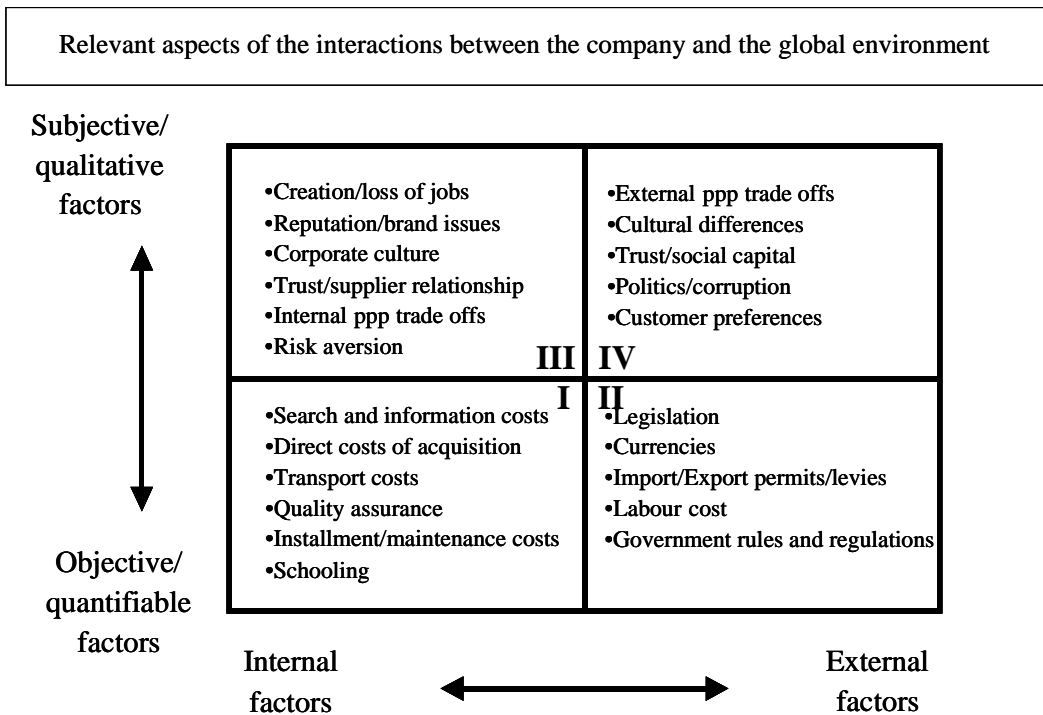 Relevant aspects of the interactions between the company and the global environment
Subjective/
qualitative
factors
•Creation/loss of jobs
•Reputation/brand issues
•Corporate culture
•Trust/supplier relationship
•Internal ppp trade offs
•Risk aversion
III
•External ppp trade offs
•Cultural differences
•Trust/social capital
•Politics/corruption
•Customer preferences
IV
I
•Search and information costs
•Direct costs of acquisition
•Transport costs
•Quality assurance
•Installment/maintenance costs
•Schooling
II
•Legislation
•Currencies
•Import/Export permits/levies
•Labour cost
•Government rules and regulations
Objective/
quantifiable
factors
Internal
factors
External
factors